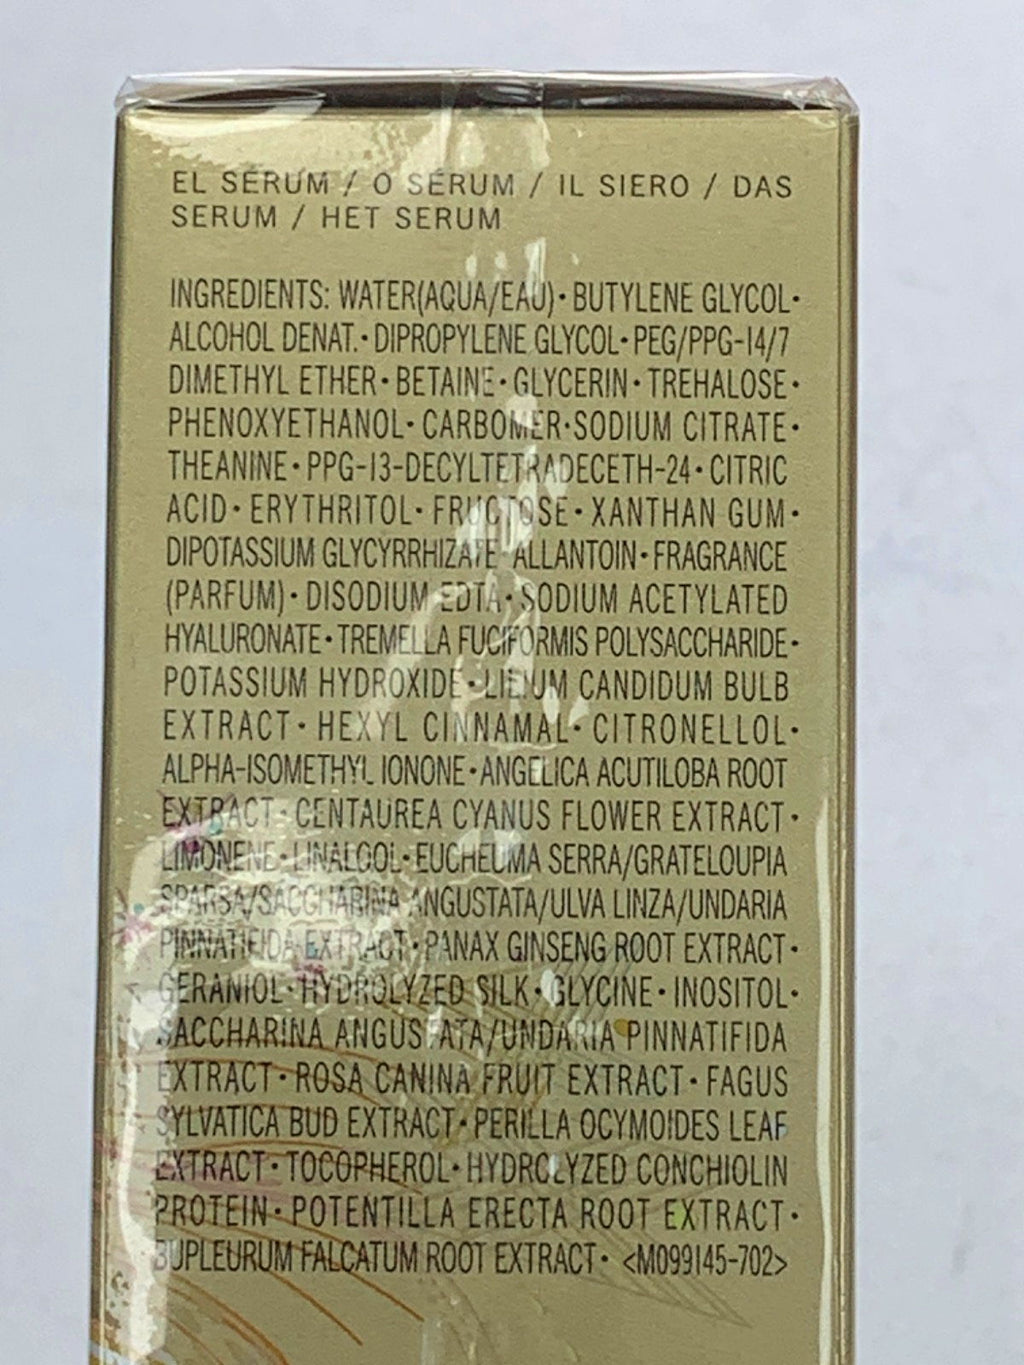 EL SÉRUM / O SÉRUM / IL SIERO / DAS
SERUM / HET SERUM
INGREDIENTS: WATER(AQUA/EAU)・BUTYLENE GLYCOL・
ALCOHOL DENAT.・DIPROPYLENE GLYCOL・PEG/PPG-14/7
DIMETHYL ETHER・BETAINE・GLYCERIN・TREHALOSE・
PHENOXYETHANOL・CARBOMER・SODIUM CITRATE・
THEANINE・PPG-13-DECYLTETRADECETH-24・CITRIC
ACID・ERYTHRITOL・FRUCTOSE・XANTHAN GUM・
DIPOTASSIUM GLYCYRRHIZATE・ALLANTOIN・FRAGRANCE
(PARFUM)・DISODIUM EDTA・SODIUM ACETYLATED
HYALURONATE・TREMELLA FUCIFORMIS POLYSACCHARIDE・
POTASSIUM HYDROXIDE・LILIUM CANDIDUM BULB
EXTRACT・HEXYL CINNAMAL・CITRONELLOL・
ALPHA-ISOMETHYL IONONE・ANGELICA ACUTILOBA ROOT
EXTRACT・CENTAUREA CYANUS FLOWER EXTRACT・
LIMONENE・LINALOOL・EUCHEUMA SERRA/GRATELOUPIA
SPARSA/SACCHARINA ANGUSTATA/ULVA LINZA/UNDARIA
PINNATIFIDA EXTRACT・PANAX GINSENG ROOT EXTRACT・
GERANIOL・HYDROLYZED SILK・GLYCINE・INOSITOL・
SACCHARINA ANGUSTATA/UNDARIA PINNATIFIDA
EXTRACT・ROSA CANINA FRUIT EXTRACT・FAGUS
SYLVATICA BUD EXTRACT・PERILLA OCYMOIDES LEAF
EXTRACT・TOCOPHEROL・HYDROLYZED CONCHIOLIN
PROTEIN・POTENTILLA ERECTA ROOT EXTRACT・
BUPLEURUM FALCATUM ROOT EXTRACT・ <M099145-702>